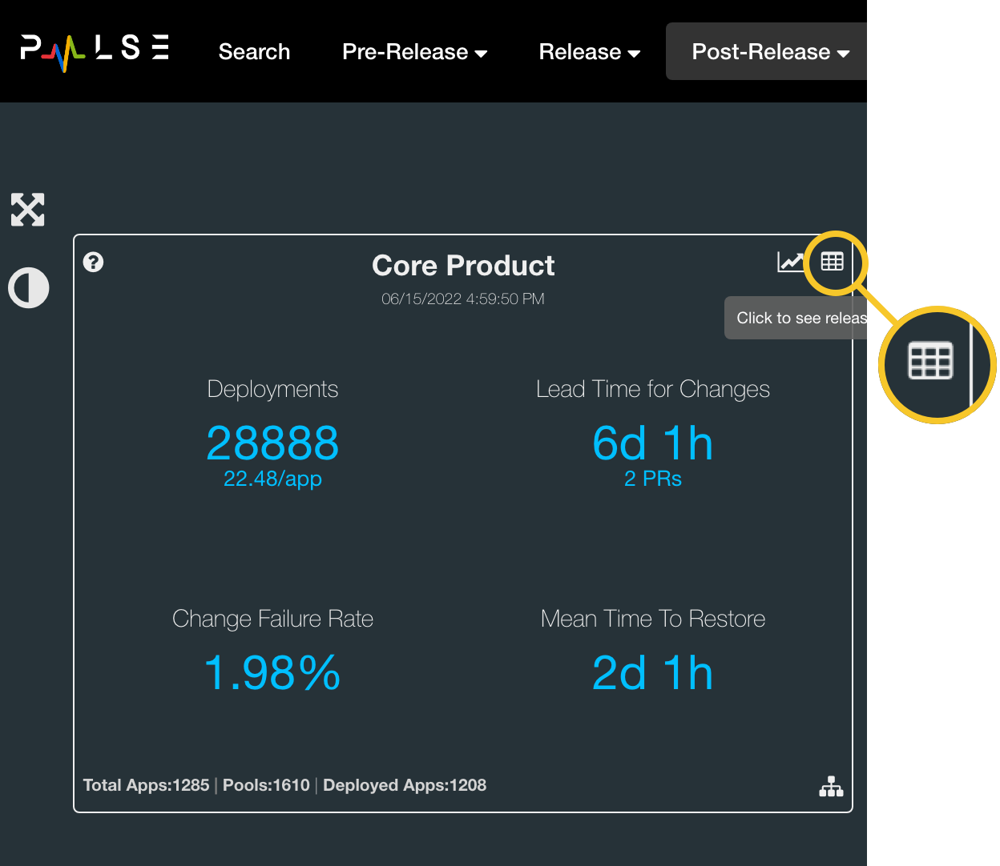 PULSE
Search
Pre-Release
Release
Post-Release
Core Product
06/15/2022 4:59:50 PM
Click to see releas
Deployments
28888
22.48/app
Lead Time for Changes
6d 1h
2 PRs
Change Failure Rate
1.98%
Mean Time To Restore
2d 1h
Total Apps:1285 | Pools:1610 | Deployed Apps:1208